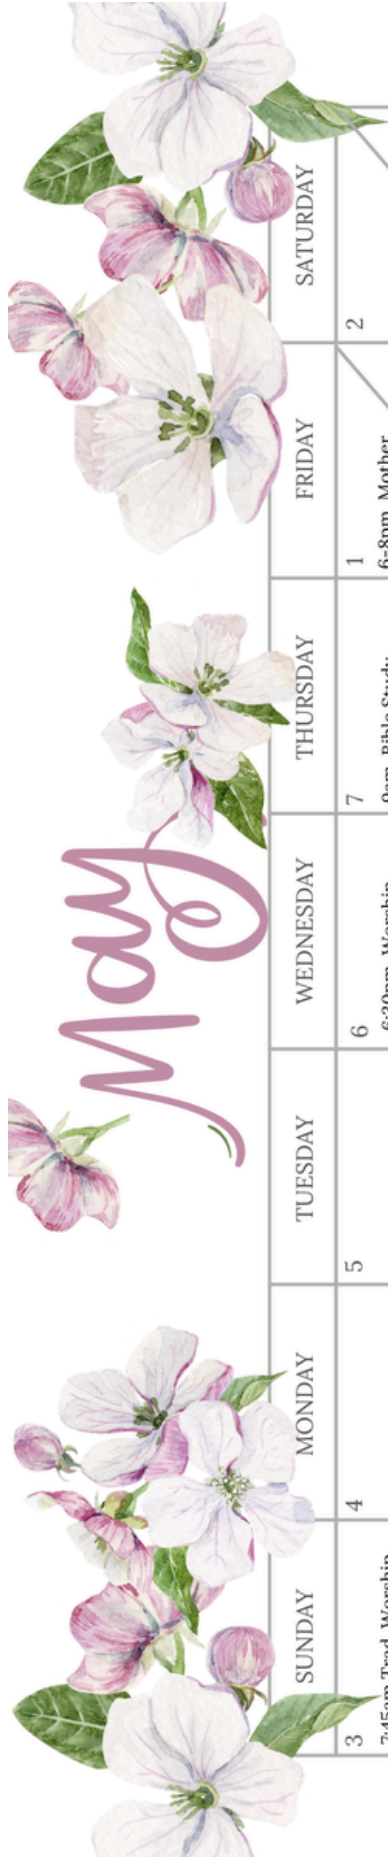 May
SUNDAY MONDAY TUESDAY WEDNESDAY THURSDAY FRIDAY SATURDAY
3 4 5 6 7 1 2
7:45am Trad. Worship 6:30pm Worship 9am Bible Study 6-8pm Mother